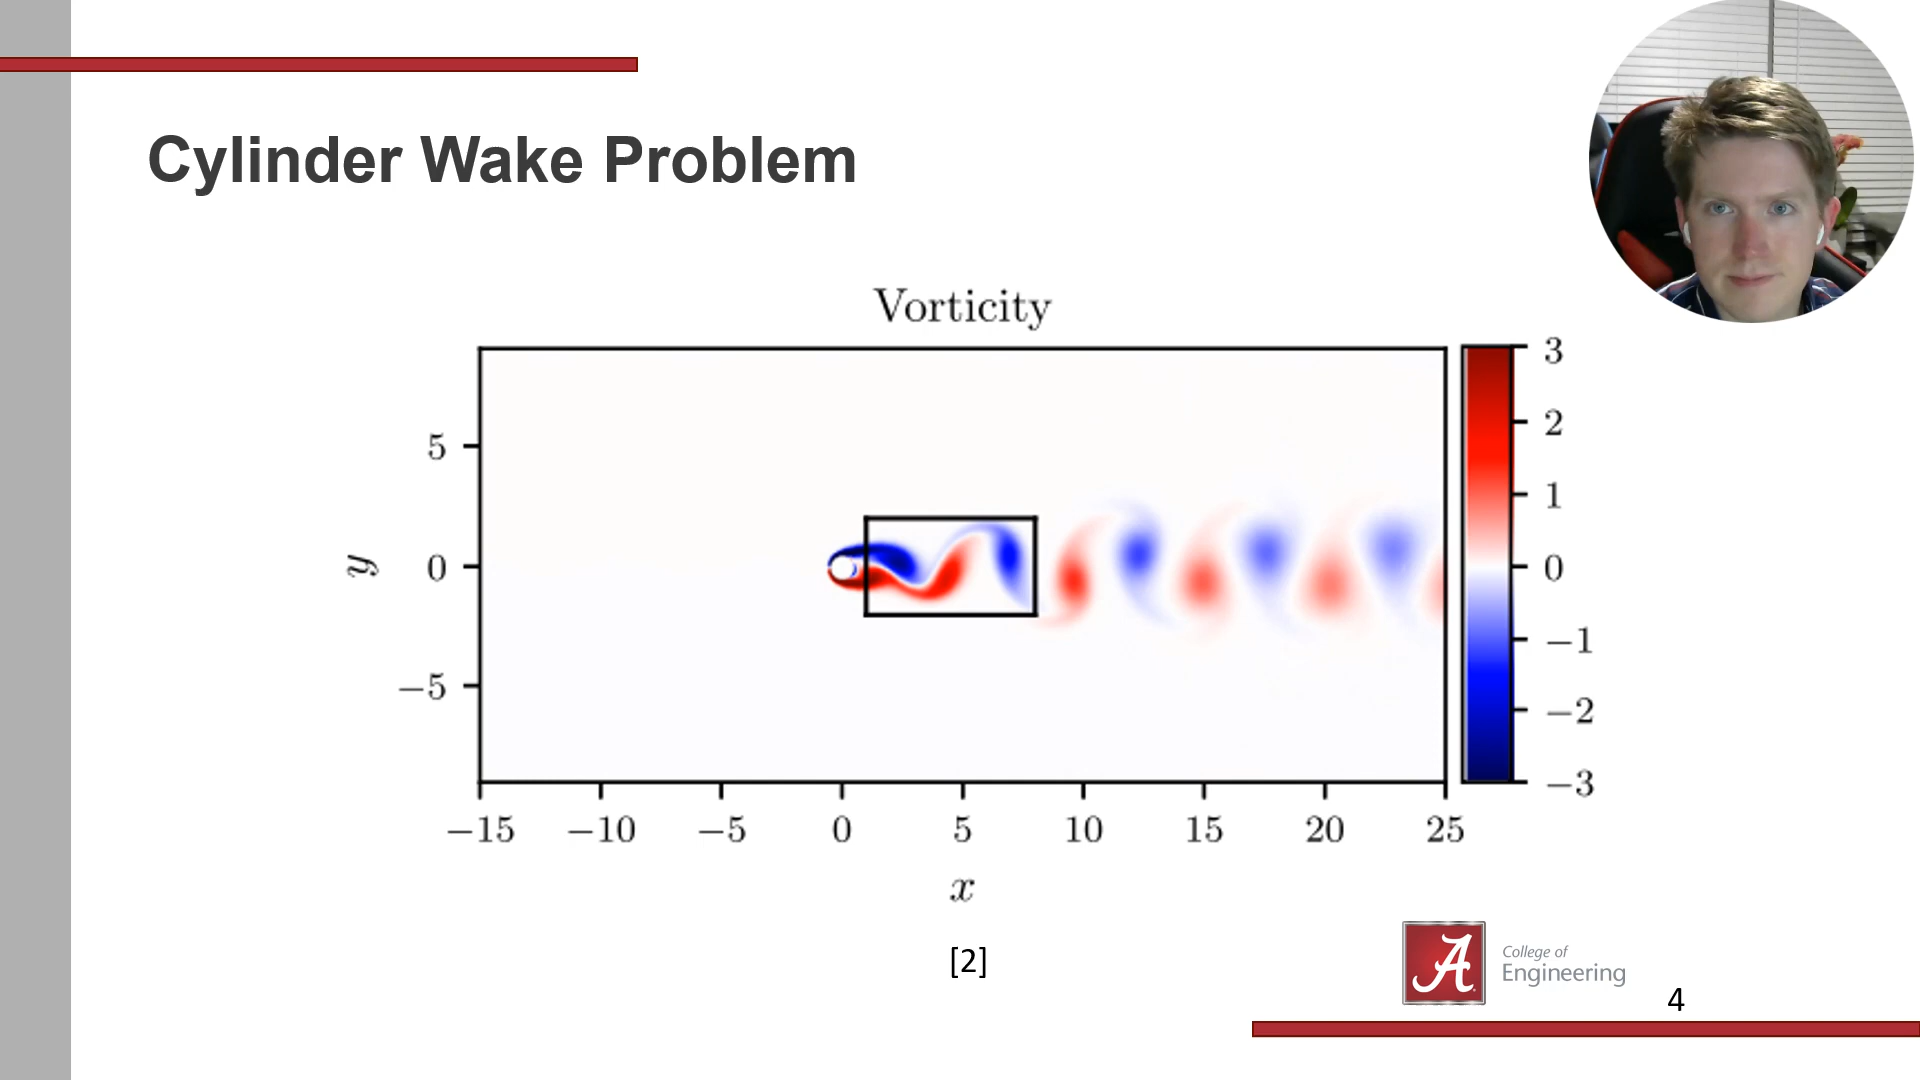 Cylinder Wake Problem
Vorticity
3
2
1
0
−1
−2
−3
5
0
−5
y
−15 −10 −5 0 5 10 15 20 25
x
[2]
A
College of
Engineering
4